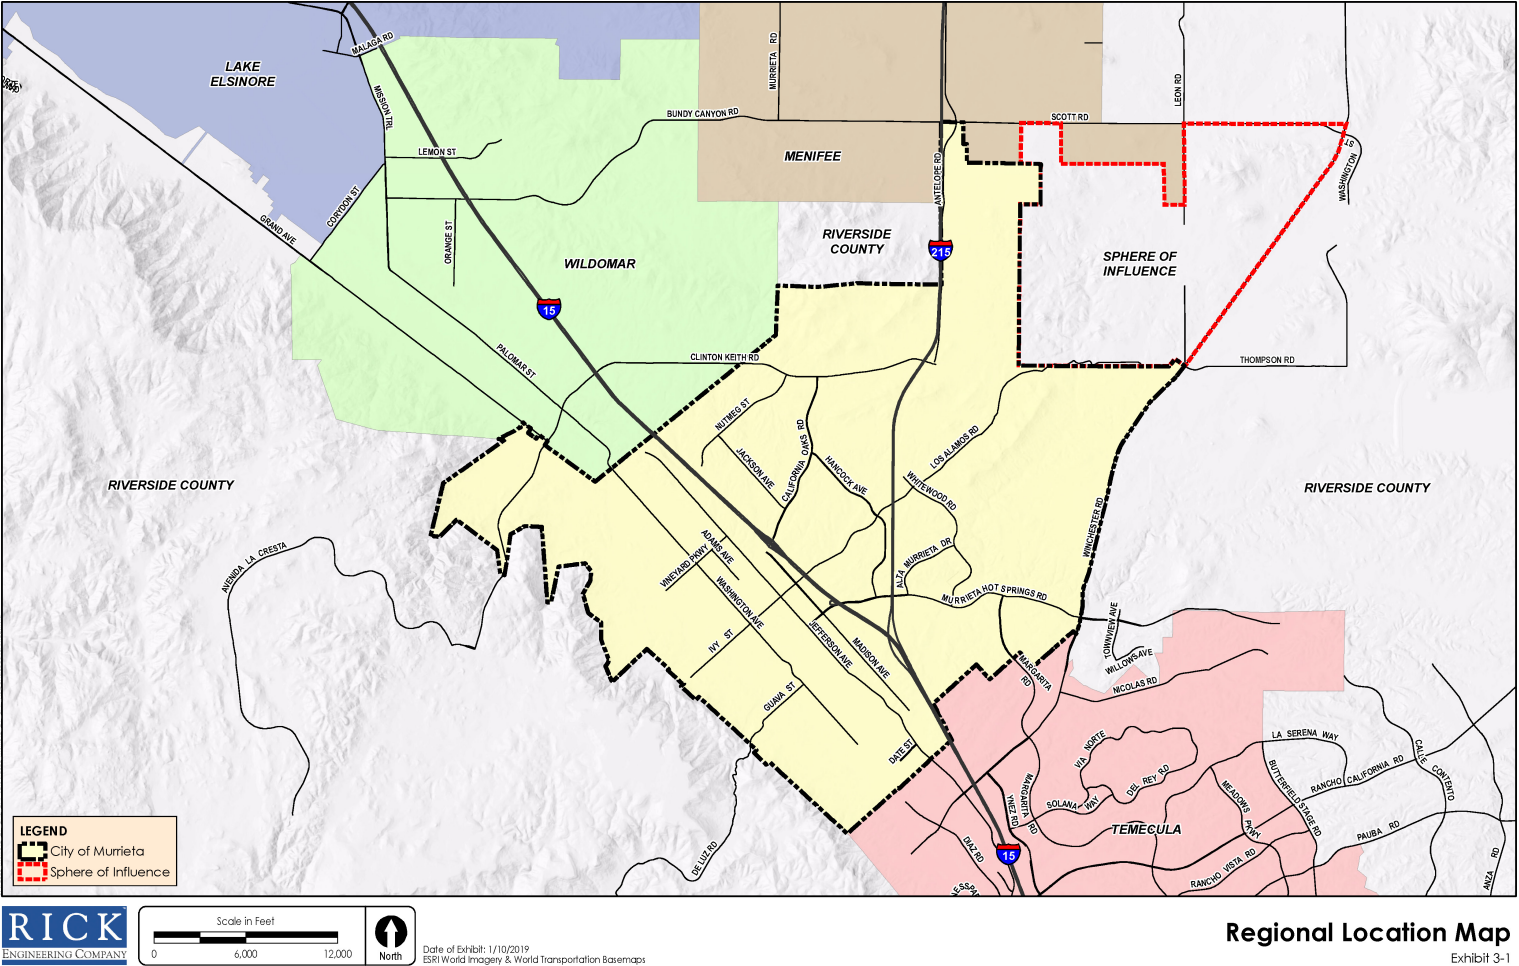 MALAGA RD
LAKE
ELSINORE
MISSION TRL
MURRIETA RD
LEON RD
BUNDY CANYON RD
SCOTT RD
LEMON ST
MENIFEE
ANTELOPE RD
WASHINGTON ST
CORYDON ST
GRAND AVE
ORANGE ST
WILDOMAR
RIVERSIDE
COUNTY
215
SPHERE OF
INFLUENCE
15
PALOMAR ST
CLINTON KEITH RD
THOMPSON RD
NUTMEG ST
CALIFORNIA OAKS RD
JACKSON AVE
HANCOCK AVE
LOS ALAMOS RD
WHITEWOOD RD
RIVERSIDE COUNTY
RIVERSIDE COUNTY
WINCHESTER RD
AVENIDA LA CRESTA
ADAMS AVE
VINEYARD PKWY
WASHINGTON AVE
ALTA MURRIETA DR
MURRIETA HOT SPRINGS RD
IVY ST
JEFFERSON AVE
MADISON AVE
TOWNVIEW AVE
WILLOWS AVE
MARGARITA RD
NICOLAS RD
GUAVA ST
DATE ST
VIA NORTE
LA SERENA WAY
CALLE CONTENTO
RANCHO CALIFORNIA RD
BUTTERFIELD STAGE RD
DEL REY RD
SOLANA WAY
MARGARITA RD
YNEZ RD
MEADOWS PKWY
TEMECULA
PAUBA RD
DIAZ RD
15
DE LUZ RD
RANCHO VISTA RD
ANZA RD
LEGEND
City of Murrieta
Sphere of Influence
RICK
ENGINEERING COMPANY
Scale in Feet
0 6,000 12,000
North
Date of Exhibit: 1/10/2019
ESRI World Imagery & World Transportation Basemaps
Regional Location Map
Exhibit 3-1